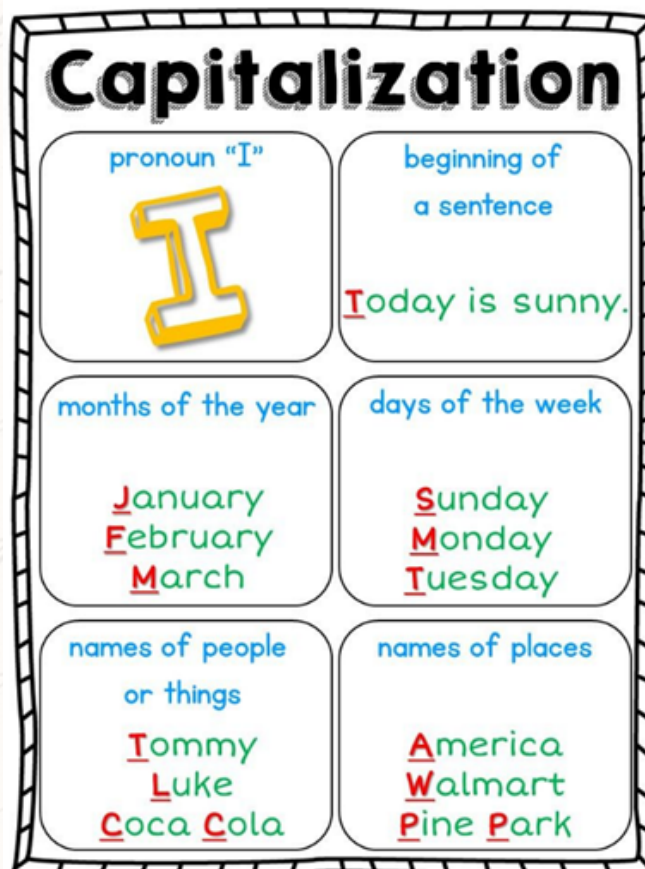 Capitalization
pronoun “I”
I
beginning of
a sentence
Today is sunny.
months of the year
January
February
March
days of the week
Sunday
Monday
Tuesday
names of people
or things
Tommy
Luke
Coca Cola
names of places
America
Walmart
Pine Park